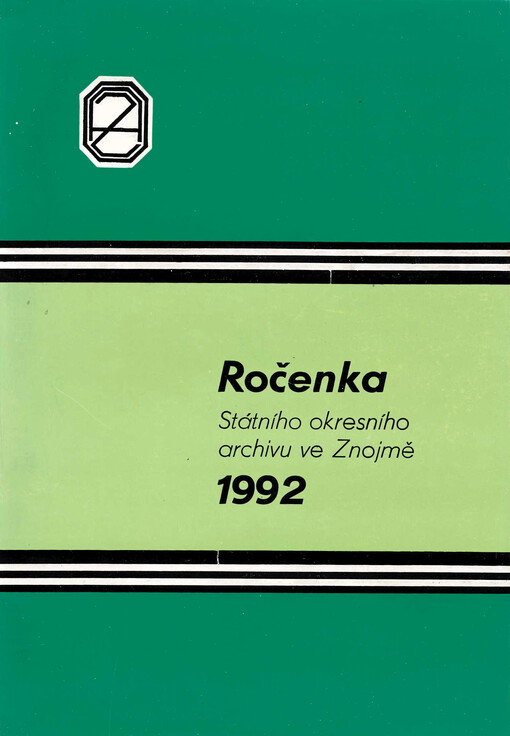 Ročenka
Státního okresního
archivu ve Znojmě
1992